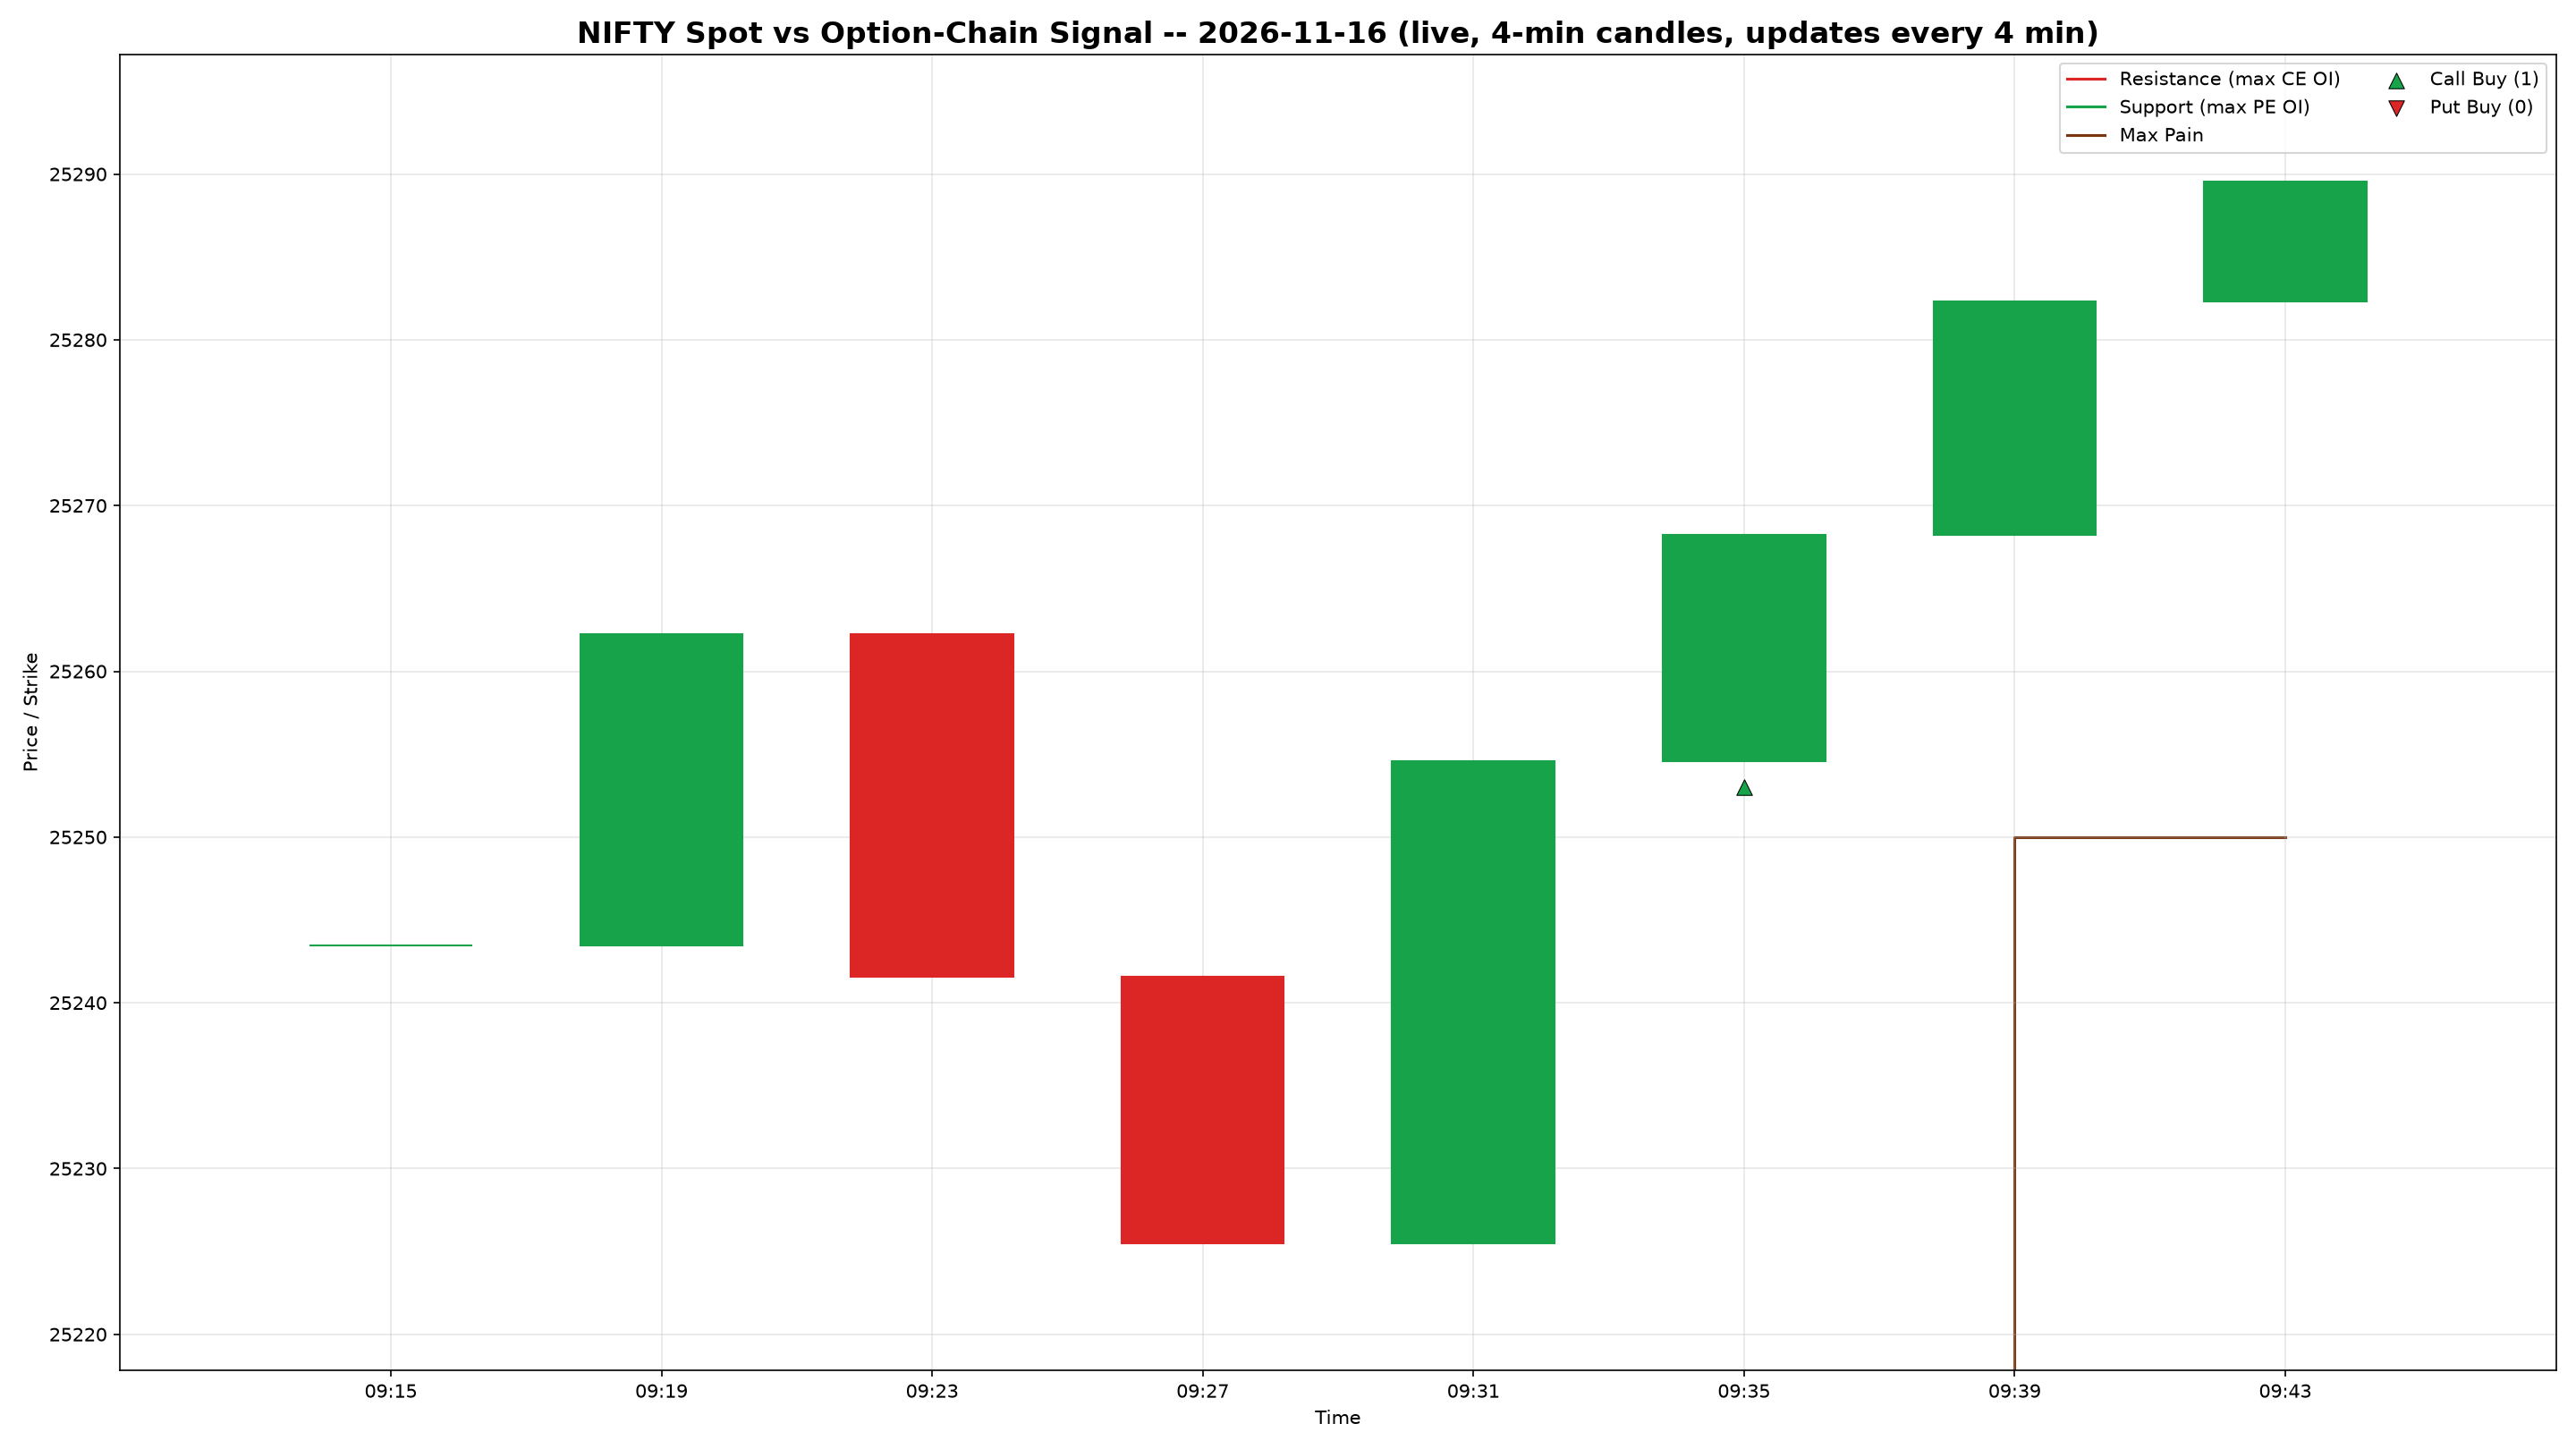 NIFTY Spot vs Option-Chain Signal -- 2026-11-16 (live, 4-min candles, updates every 4 min)
Resistance (max CE OI)
Support (max PE OI)
Max Pain
Call Buy (1)
Put Buy (0)
Price / Strike
25290
25280
25270
25260
25250
25240
25230
25220
09:15
09:19
09:23
09:27
09:31
09:35
09:39
09:43
Time